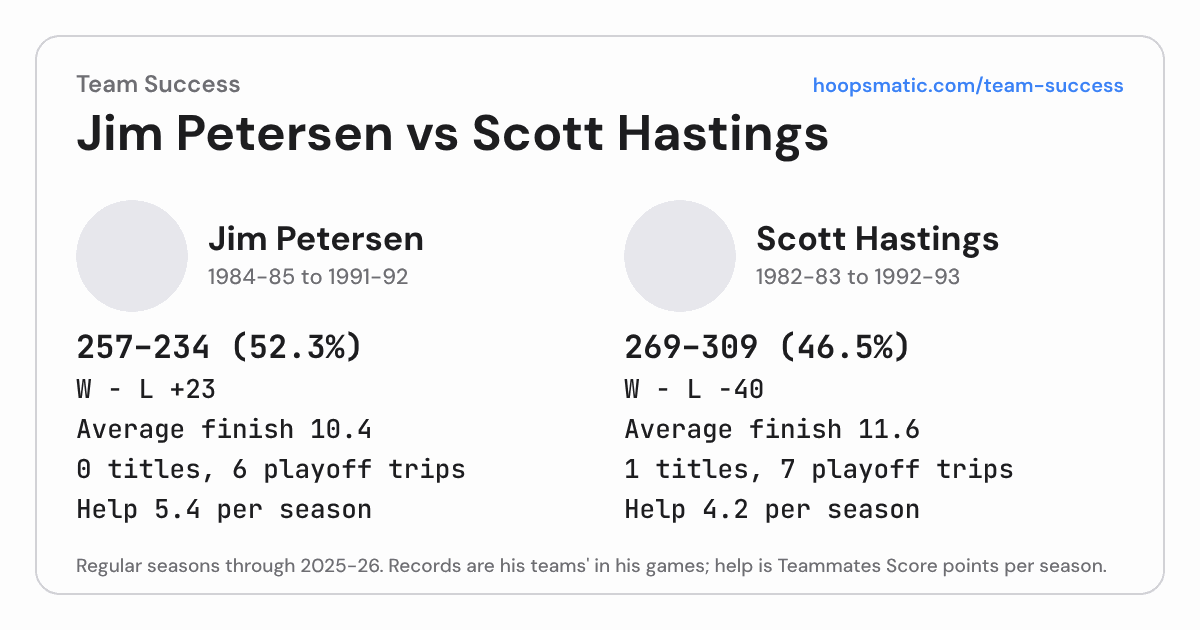 Team Success
hoopsmatic.com/team-success
Jim Petersen vs Scott Hastings
Jim Petersen
1984-85 to 1991-92
257-234 (52.3%)
W - L +23
Average finish 10.4
0 titles, 6 playoff trips
Help 5.4 per season
Scott Hastings
1982-83 to 1992-93
269-309 (46.5%)
W - L -40
Average finish 11.6
1 titles, 7 playoff trips
Help 4.2 per season
Regular seasons through 2025-26. Records are his teams' in his games; help is Teammates Score points per season.